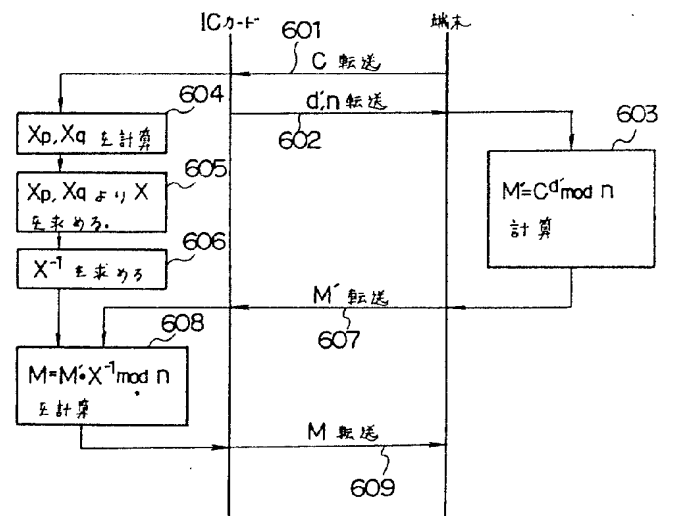 ICカード
端末
601
C 転送
604
d',n 転送
602
603
Xp, Xq を計算
605
Xp, Xq より X
を求める.
M'=C^d' mod n
計算
606
X⁻¹ を求める
M' 転送
607
608
M=M'•X⁻¹ mod n
を計算
M 転送
609